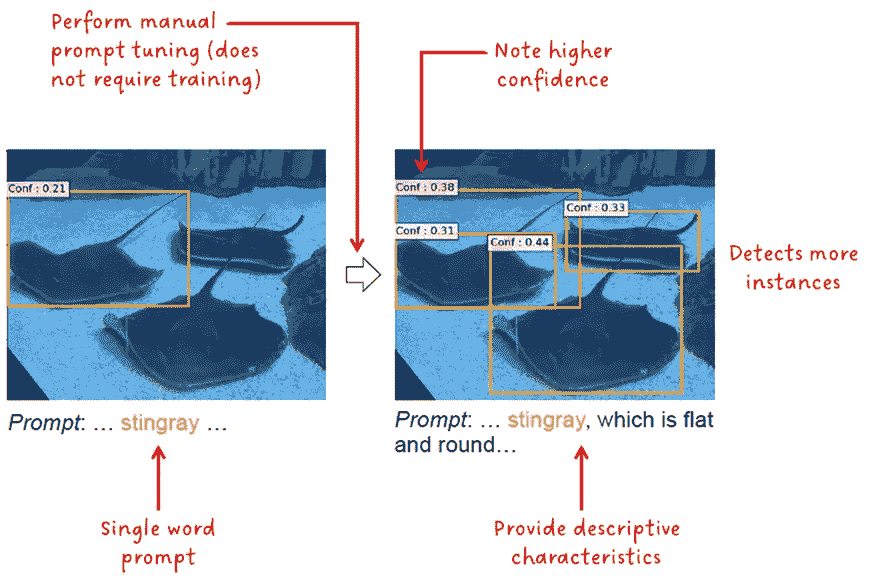 Perform manual
prompt tuning (does
not require training)
Note higher
confidence
Conf : 0.21
Conf : 0.38
Conf : 0.33
Conf : 0.31
Conf : 0.44
Detects more
instances
Prompt: … stingray …
Prompt: … stingray, which is flat
and round…
Single word
prompt
Provide descriptive
characteristics